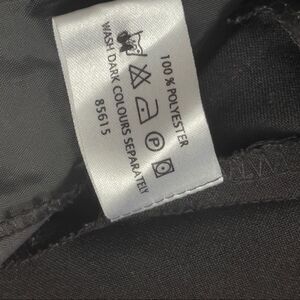 100 % POLYESTER
P
WASH DARK COLOURS SEPARATELY
85615